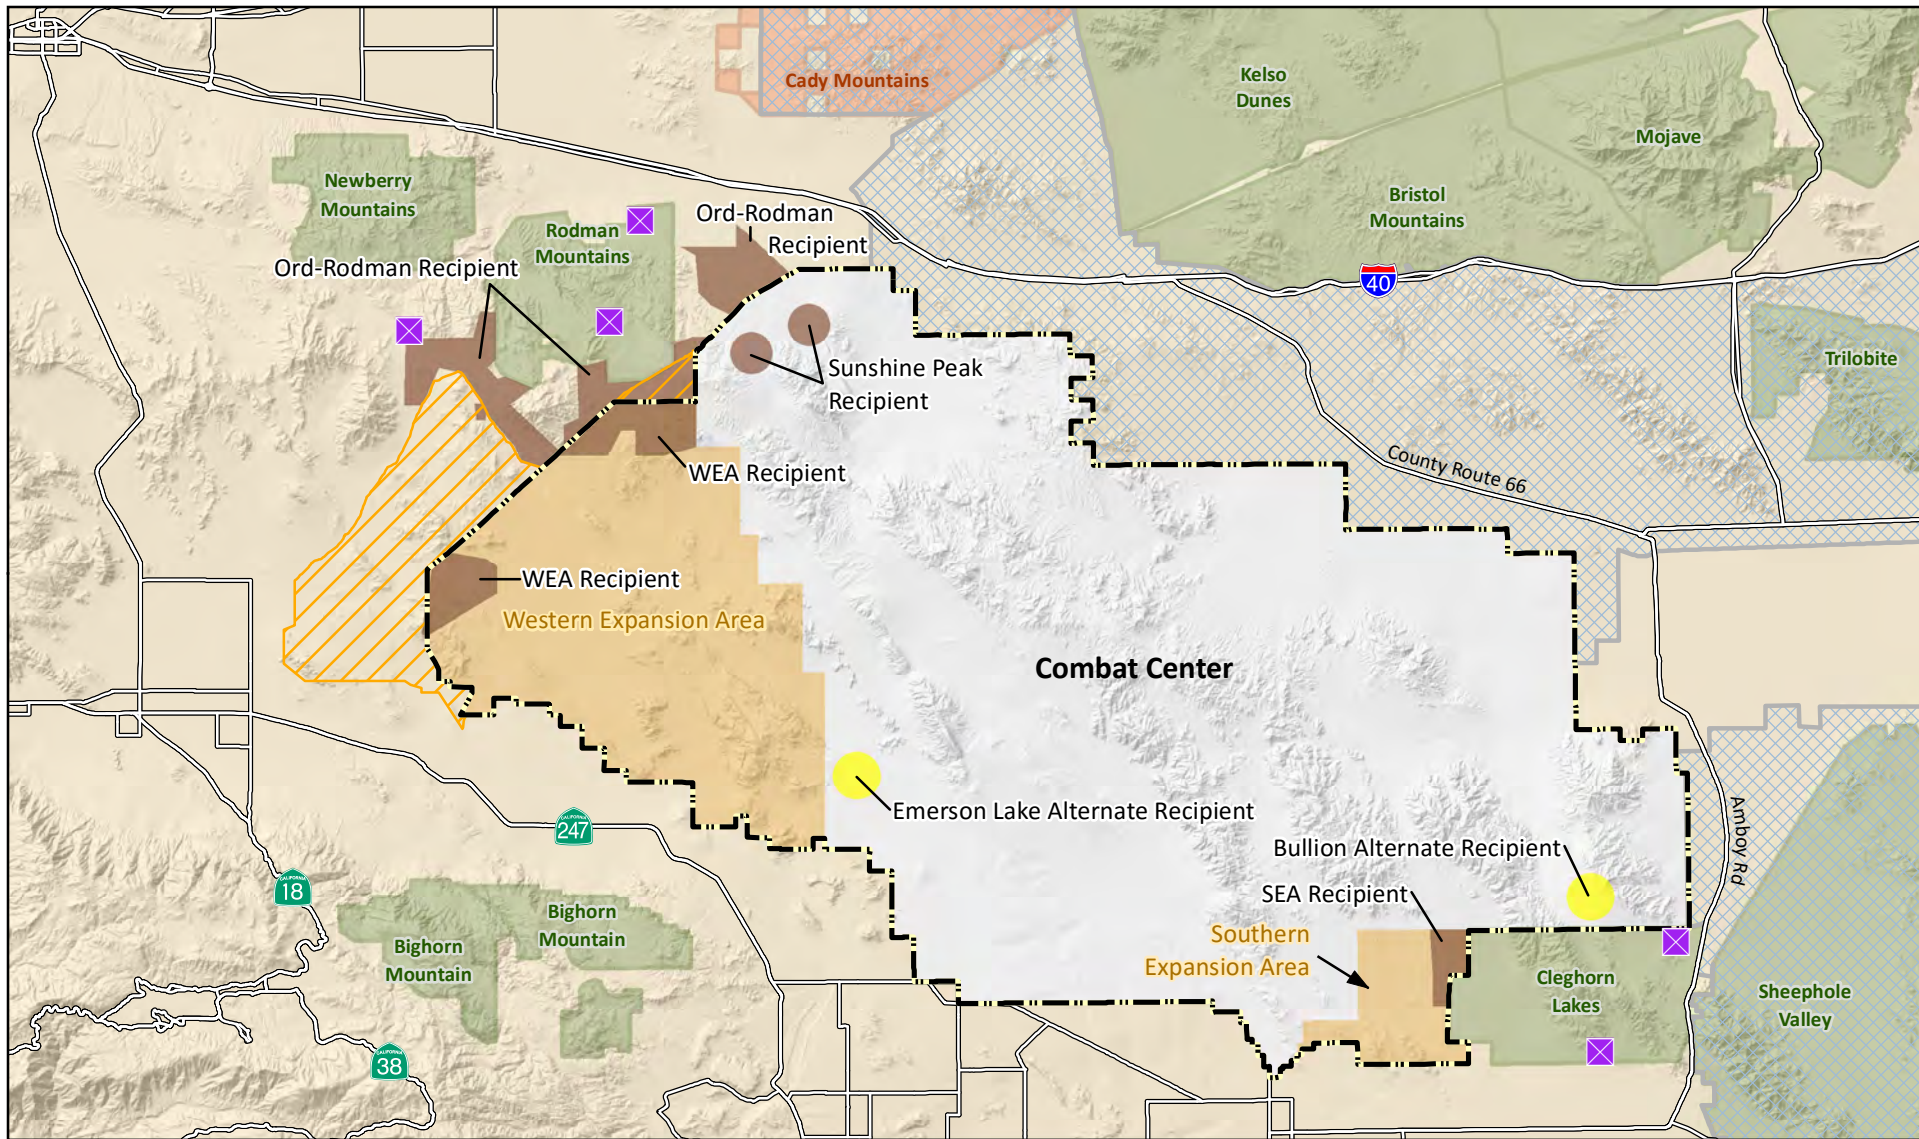 Cady Mountains
Kelso
Dunes
Mojave
Newberry
Mountains
Bristol
Mountains
Ord-Rodman
Recipient
Rodman
Mountains
Ord-Rodman Recipient
40
Sunshine Peak
Recipient
Trilobite
WEA Recipient
County Route 66
WEA Recipient
Western Expansion Area
Combat Center
Emerson Lake Alternate Recipient
CALIFORNIA
247
Amboy Rd
Bullion Alternate Recipient
CALIFORNIA
18
SEA Recipient
Bighorn
Mountain
Bighorn
Mountain
Southern
Expansion Area
Cleghorn
Lakes
Sheephole
Valley
CALIFORNIA
38